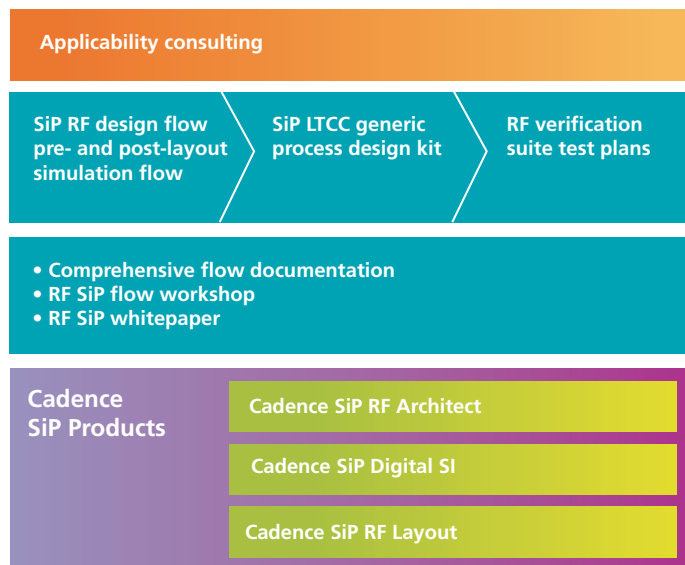 Applicability consulting
SiP RF design flow
pre- and post-layout
simulation flow
SiP LTCC generic
process design kit
RF verification
suite test plans
• Comprehensive flow documentation
• RF SiP flow workshop
• RF SiP whitepaper
Cadence
SiP Products
Cadence SiP RF Architect
Cadence SiP Digital SI
Cadence SiP RF Layout